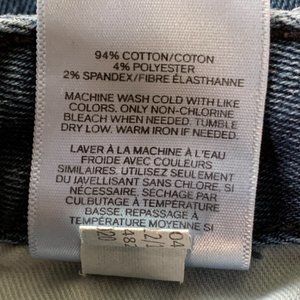 94% COTTON/COTON
4% POLYESTER
2% SPANDEX/FIBRE ÉLASTHANNE
MACHINE WASH COLD WITH LIKE
COLORS. ONLY NON-CHLORINE
BLEACH WHEN NEEDED. TUMBLE
DRY LOW. WARM IRON IF NEEDED.
LAVER À LA MACHINE À L'EAU
FROIDE AVEC COULEURS
SIMILAIRES. UTILISEZ SEULEMENT
DU JAVELLISANT SANS CHLORE, SI
NÉCESSAIRE, SÉCHAGE PAR
CULBUTAGE À TEMPÉRATURE
BASSE, REPASSAGE À
TEMPÉRATURE MOYENNE SI